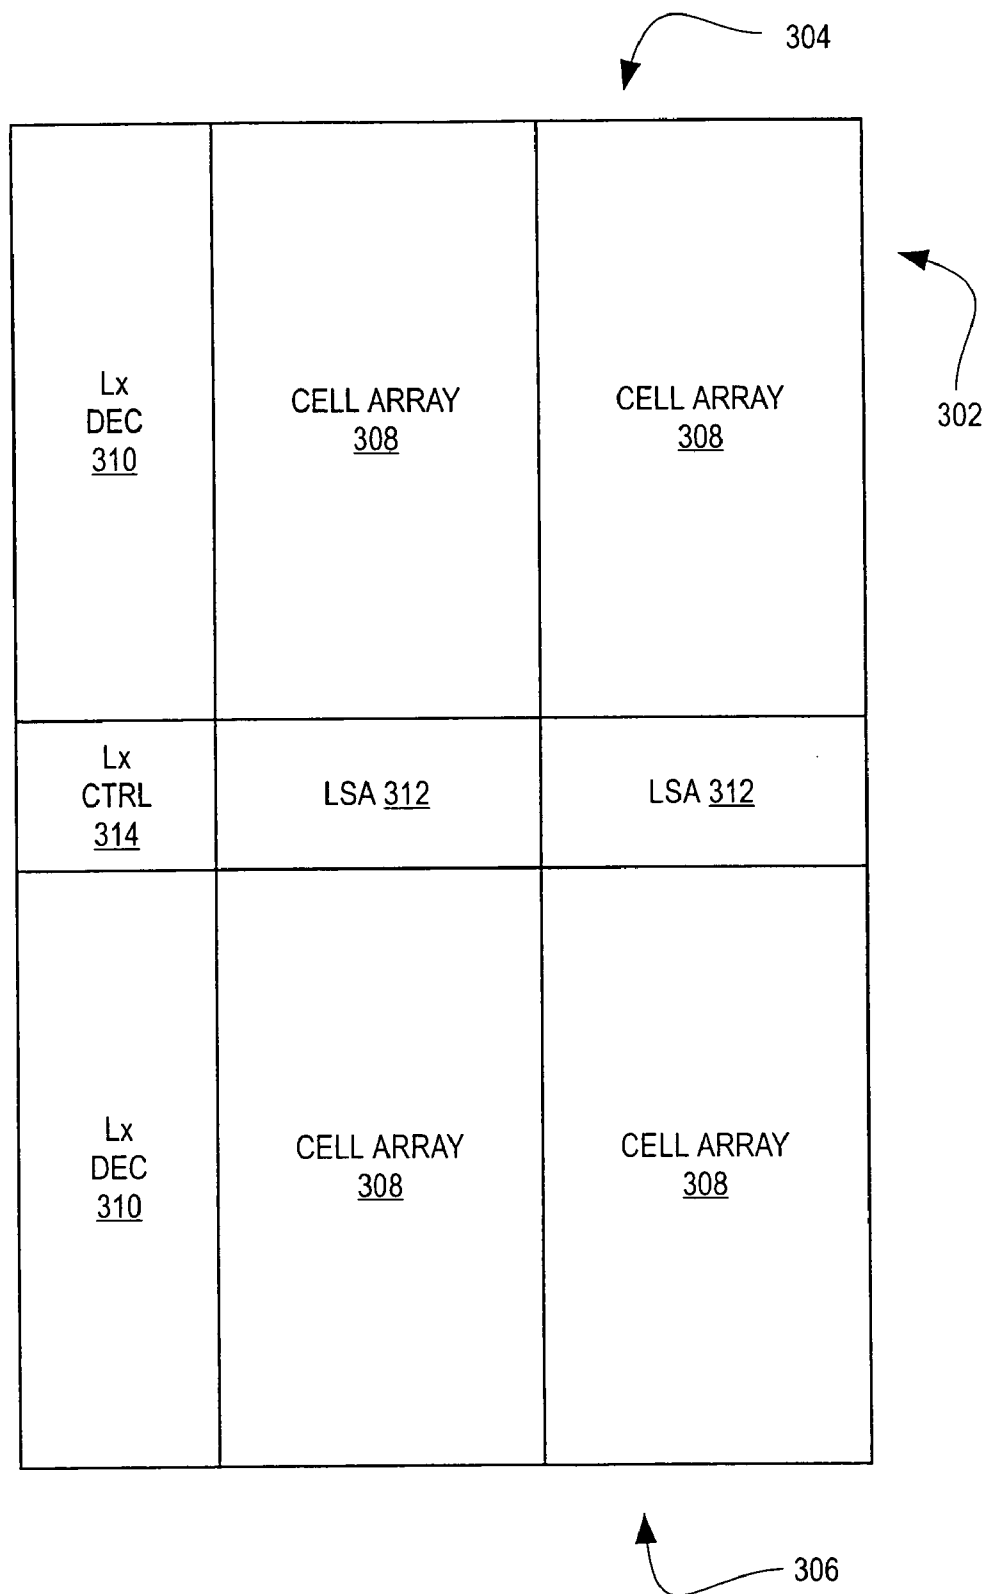 304
302
Lx
DEC
310
CELL ARRAY
308
CELL ARRAY
308
Lx
CTRL
314
LSA 312
LSA 312
Lx
DEC
310
CELL ARRAY
308
CELL ARRAY
308
306